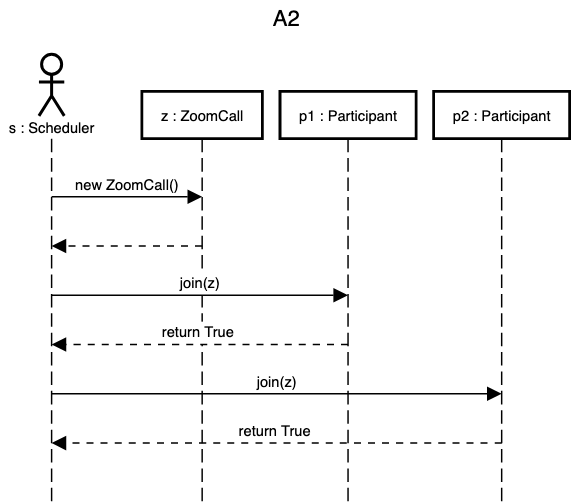 A2
s : Scheduler
z : ZoomCall
p1 : Participant
p2 : Participant
new ZoomCall()
join(z)
return True
join(z)
return True